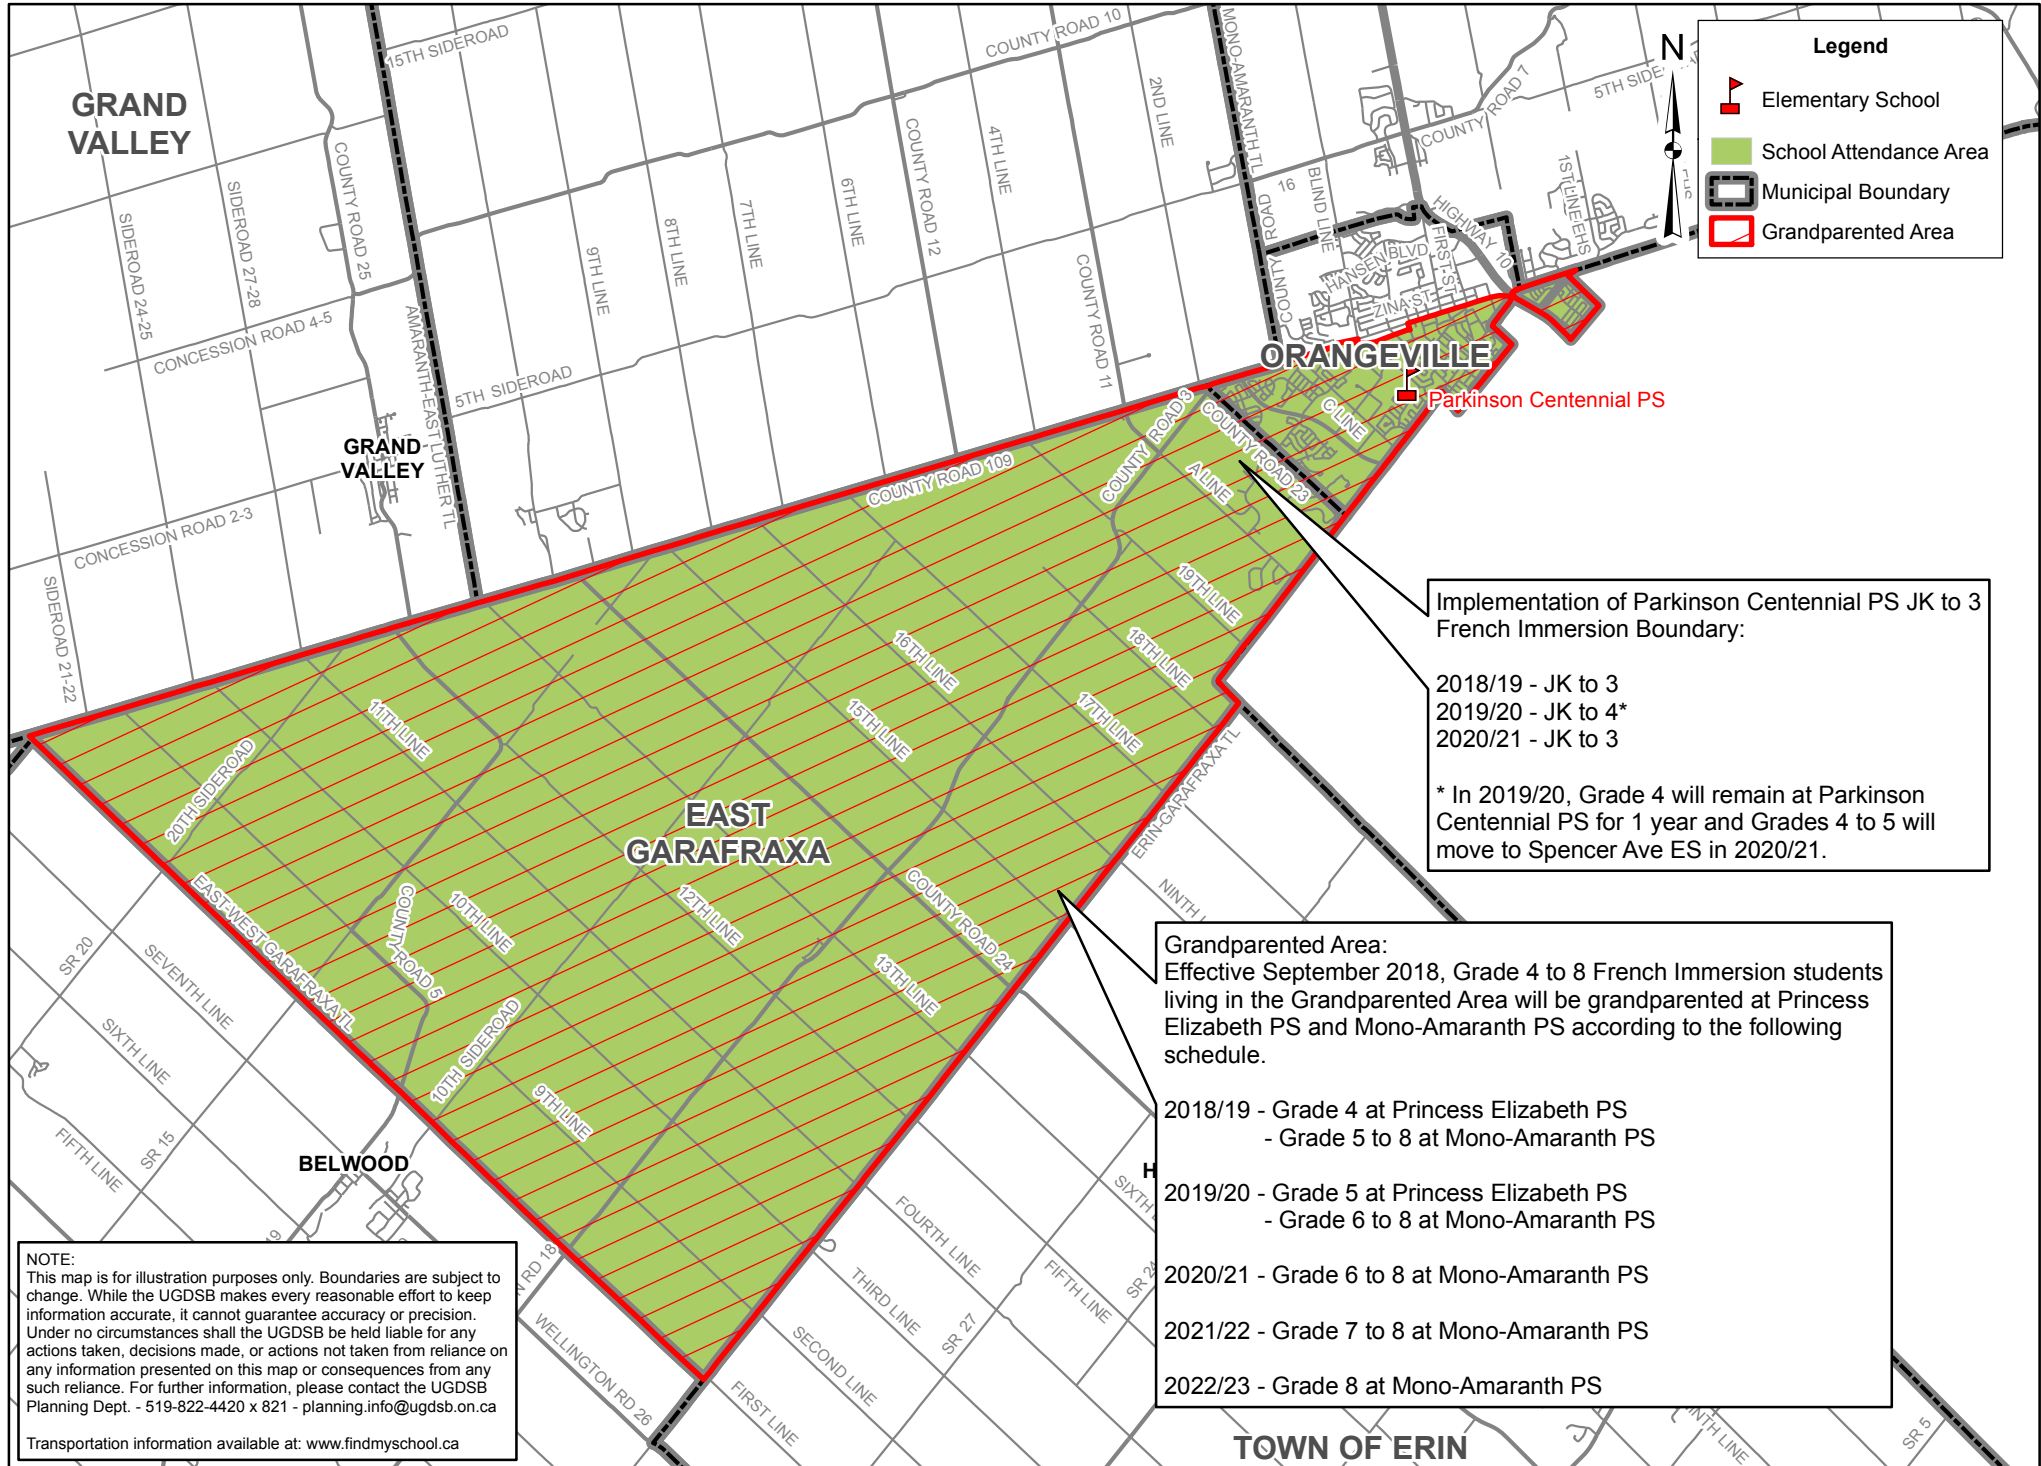 GRAND
VALLEY
15TH SIDEROAD
COUNTY ROAD 10
MONO-AMARANTH TL
COUNTY ROAD
16
BLIND LINE
2ND LINE
4TH LINE
COUNTY ROAD 12
6TH LINE
7TH LINE
8TH LINE
9TH LINE
COUNTY ROAD 25
SIDEROAD 27-28
SIDEROAD 24-25
COUNTY ROAD 11
COUNTY ROAD 7
HIGHWAY 10
FIRST ST
HANSEN BLVD
ZINA ST
1ST LINE EHS
N
Legend
Elementary School
School Attendance Area
Municipal Boundary
Grandparented Area
CONCESSION ROAD 4-5
AMARANTH-EAST LUTHER TL
5TH SIDEROAD
GRAND
VALLEY
CONCESSION ROAD 2-3
SIDEROAD 21-22
ORANGEVILLE
Parkinson Centennial PS
C LINE
COUNTY ROAD 3
COUNTY ROAD 23
A LINE
COUNTY ROAD 109
19TH LINE
18TH LINE
17TH LINE
16TH LINE
15TH LINE
11TH LINE
20TH SIDEROAD
EAST
GARAFRAXA
ERIN-GARAFRAXA TL
COUNTY ROAD 24
13TH LINE
12TH LINE
10TH LINE
COUNTY ROAD 5
EAST-WEST GARAFRAXA TL
10TH SIDEROAD
9TH LINE
Implementation of Parkinson Centennial PS JK to 3
French Immersion Boundary:
2018/19 - JK to 3
2019/20 - JK to 4*
2020/21 - JK to 3
* In 2019/20, Grade 4 will remain at Parkinson
Centennial PS for 1 year and Grades 4 to 5 will
move to Spencer Ave ES in 2020/21.
Grandparented Area:
Effective September 2018, Grade 4 to 8 French Immersion students
living in the Grandparented Area will be grandparented at Princess
Elizabeth PS and Mono-Amaranth PS according to the following
schedule.
2018/19 - Grade 4 at Princess Elizabeth PS
- Grade 5 to 8 at Mono-Amaranth PS
2019/20 - Grade 5 at Princess Elizabeth PS
- Grade 6 to 8 at Mono-Amaranth PS
2020/21 - Grade 6 to 8 at Mono-Amaranth PS
2021/22 - Grade 7 to 8 at Mono-Amaranth PS
2022/23 - Grade 8 at Mono-Amaranth PS
SR 20
SEVENTH LINE
SIXTH LINE
FIFTH LINE
SR 15
BELWOOD
RD 18
WELLINGTON RD 26
FIRST LINE
SECOND LINE
THIRD LINE
FOURTH LINE
FIFTH LINE
SR 27
SR 24
SIXTH
NINTH
NINTH LINE
SR 5
TOWN OF ERIN
NOTE:
This map is for illustration purposes only. Boundaries are subject to
change. While the UGDSB makes every reasonable effort to keep
information accurate, it cannot guarantee accuracy or precision.
Under no circumstances shall the UGDSB be held liable for any
actions taken, decisions made, or actions not taken from reliance on
any information presented on this map or consequences from any
such reliance. For further information, please contact the UGDSB
Planning Dept. - 519-822-4420 x 821 - planning.info@ugdsb.on.ca
Transportation information available at: www.findmyschool.ca